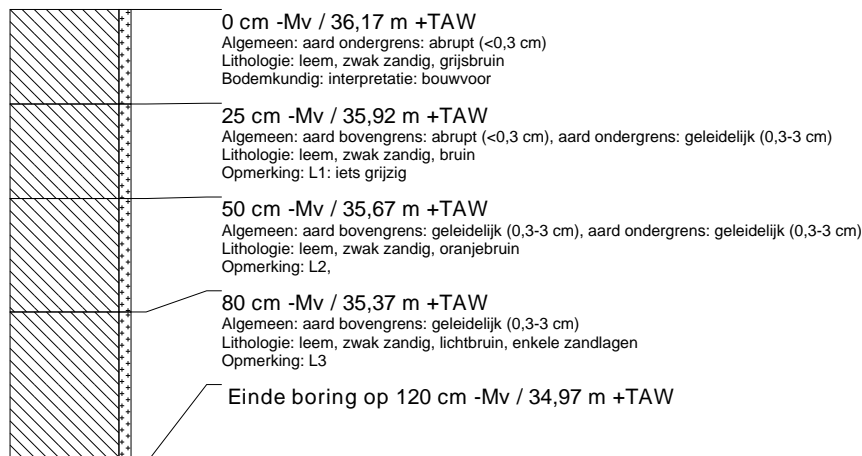 0 cm -Mv / 36,17 m +TAW
Algemeen: aard ondergrens: abrupt (<0,3 cm)
Lithologie: leem, zwak zandig, grijsbruin
Bodemkundig: interpretatie: bouwvoor
25 cm -Mv / 35,92 m +TAW
Algemeen: aard bovengrens: abrupt (<0,3 cm), aard ondergrens: geleidelijk (0,3-3 cm)
Lithologie: leem, zwak zandig, bruin
Opmerking: L1: iets grijzig
50 cm -Mv / 35,67 m +TAW
Algemeen: aard bovengrens: geleidelijk (0,3-3 cm), aard ondergrens: geleidelijk (0,3-3 cm)
Lithologie: leem, zwak zandig, oranjebruin
Opmerking: L2,
80 cm -Mv / 35,37 m +TAW
Algemeen: aard bovengrens: geleidelijk (0,3-3 cm)
Lithologie: leem, zwak zandig, lichtbruin, enkele zandlagen
Opmerking: L3
Einde boring op 120 cm -Mv / 34,97 m +TAW